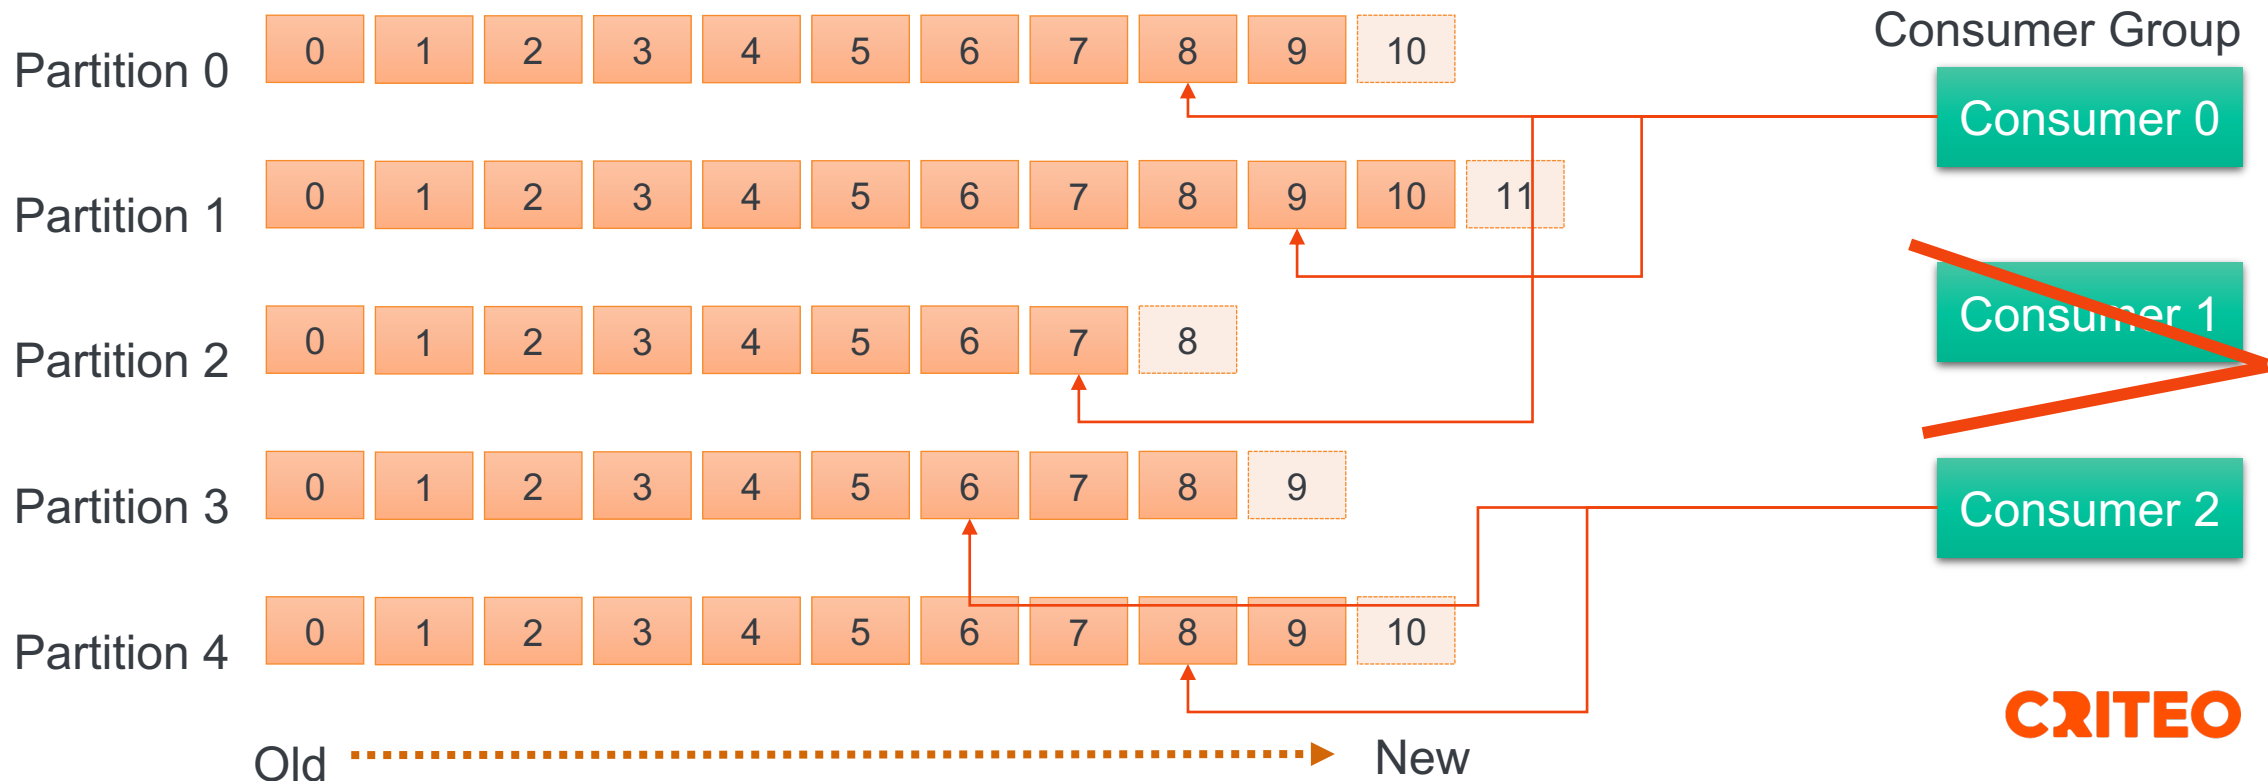 Consumer Group
Partition 0 0 1 2 3 4 5 6 7 8 9 10
Consumer 0
Partition 1 0 1 2 3 4 5 6 7 8 9 10 11
Consumer 1
Partition 2 0 1 2 3 4 5 6 7 8
Partition 3 0 1 2 3 4 5 6 7 8 9
Consumer 2
Partition 4 0 1 2 3 4 5 6 7 8 9 10
CRITEO
Old New